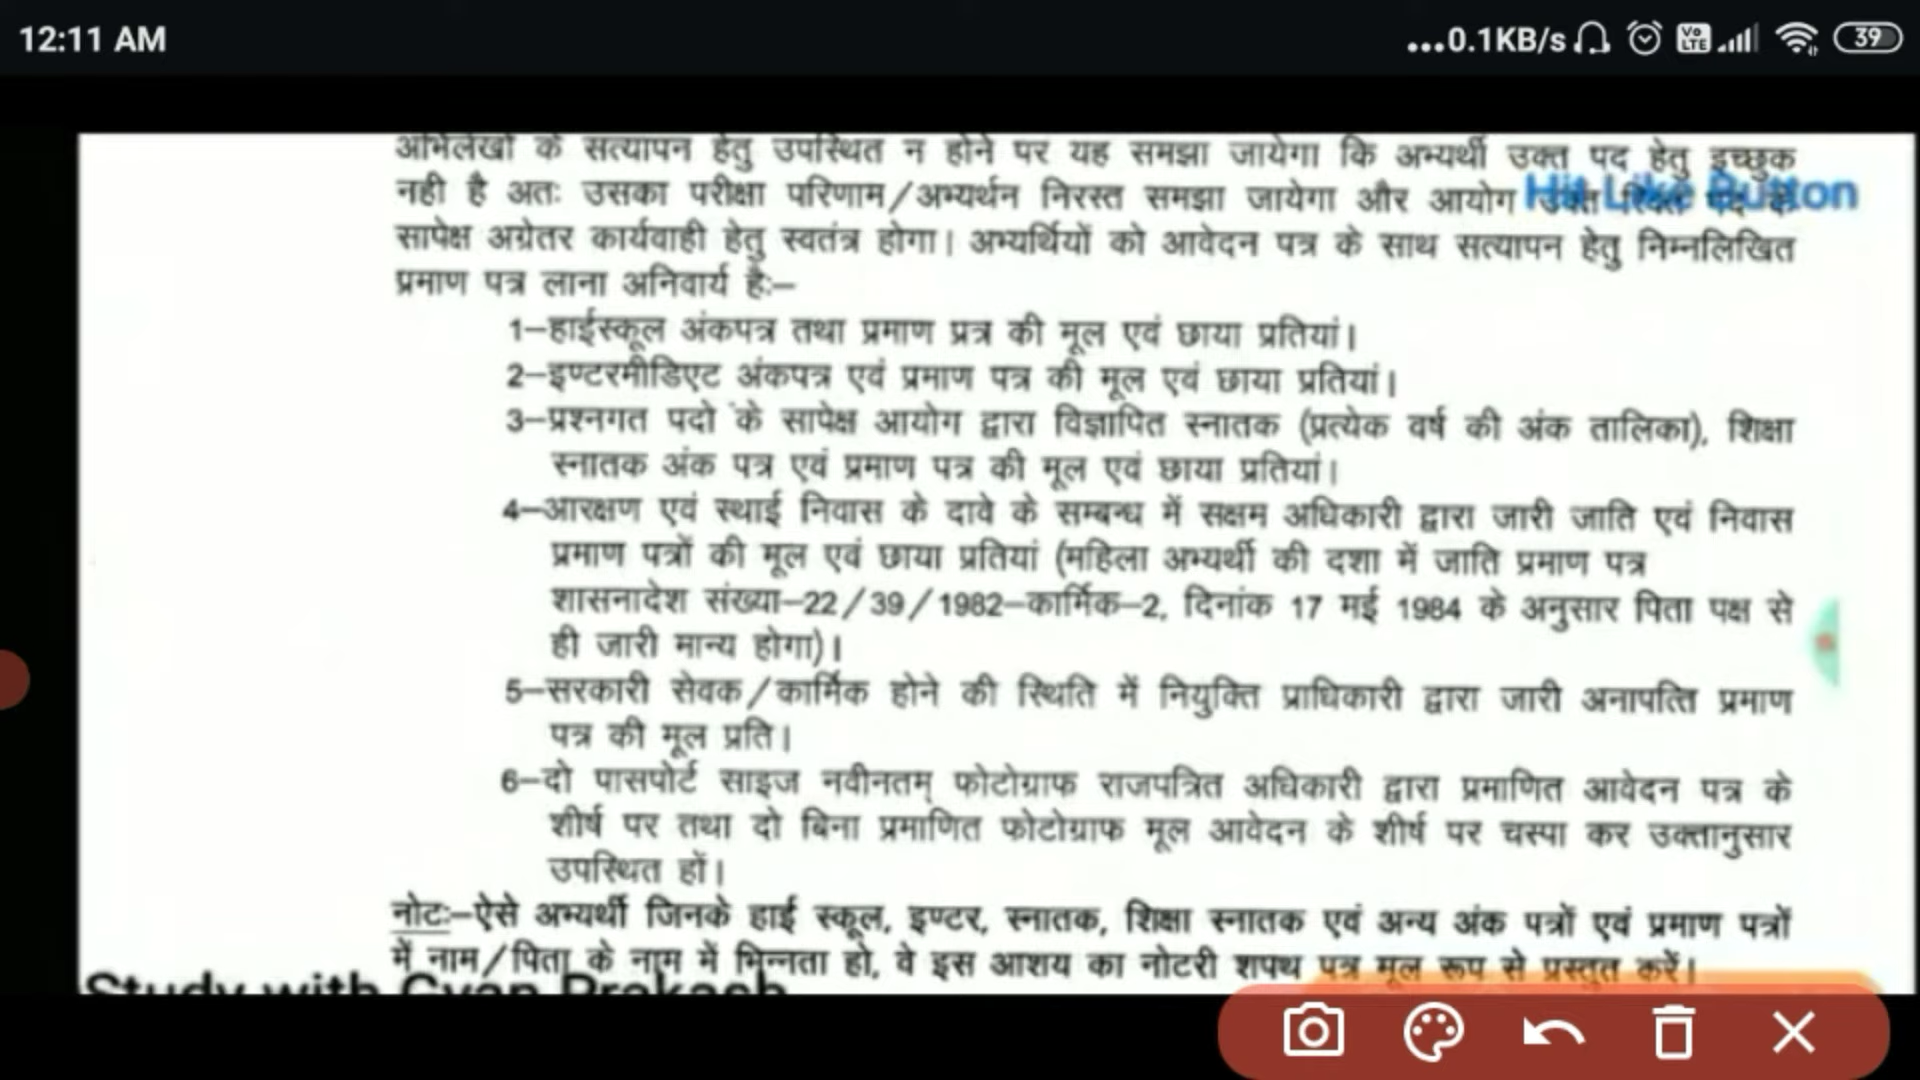 12:11 AM
...0.1KB/s
Vo LTE
39
अभिलेखों के सत्यापन हेतु उपस्थित न होने पर यह समझा जायेगा कि अभ्यर्थी उक्त पद हेतु इच्छुक
नही है अतः उसका परीक्षा परिणाम/अभ्यर्थन निरस्त समझा जायेगा और आयोग उक्त रिक्त पद के
Hit Like Button
सापेक्ष अग्रेतर कार्यवाही हेतु स्वतंत्र होगा। अभ्यर्थियों को आवेदन पत्र के साथ सत्यापन हेतु निम्नलिखित
प्रमाण पत्र लाना अनिवार्य हैः–
1–हाईस्कूल अंकपत्र तथा प्रमाण प्रत्र की मूल एवं छाया प्रतियां।
2–इण्टरमीडिएट अंकपत्र एवं प्रमाण पत्र की मूल एवं छाया प्रतियां।
3–प्रश्नगत पदो के सापेक्ष आयोग द्वारा विज्ञापित स्नातक (प्रत्येक वर्ष की अंक तालिका), शिक्षा
स्नातक अंक पत्र एवं प्रमाण पत्र की मूल एवं छाया प्रतियां।
4–आरक्षण एवं स्थाई निवास के दावे के सम्बन्ध में सक्षम अधिकारी द्वारा जारी जाति एवं निवास
प्रमाण पत्रों की मूल एवं छाया प्रतियां (महिला अभ्यर्थी की दशा में जाति प्रमाण पत्र
शासनादेश संख्या–22/39/1982–कार्मिक–2, दिनांक 17 मई 1984 के अनुसार पिता पक्ष से
ही जारी मान्य होगा)।
5–सरकारी सेवक/कार्मिक होने की स्थिति में नियुक्ति प्राधिकारी द्वारा जारी अनापत्ति प्रमाण
पत्र की मूल प्रति।
6–दो पासपोर्ट साइज नवीनतम् फोटोग्राफ राजपत्रित अधिकारी द्वारा प्रमाणित आवेदन पत्र के
शीर्ष पर तथा दो बिना प्रमाणित फोटोग्राफ मूल आवेदन के शीर्ष पर चस्पा कर उक्तानुसार
उपस्थित हों।
नोटः–ऐसे अभ्यर्थी जिनके हाई स्कूल, इण्टर, स्नातक, शिक्षा स्नातक एवं अन्य अंक पत्रों एवं प्रमाण पत्रों
में नाम/पिता के नाम में भिन्नता हो, वे इस आशय का नोटरी शपथ पत्र मूल रूप से प्रस्तुत करें।
Study with Gyan Prakash